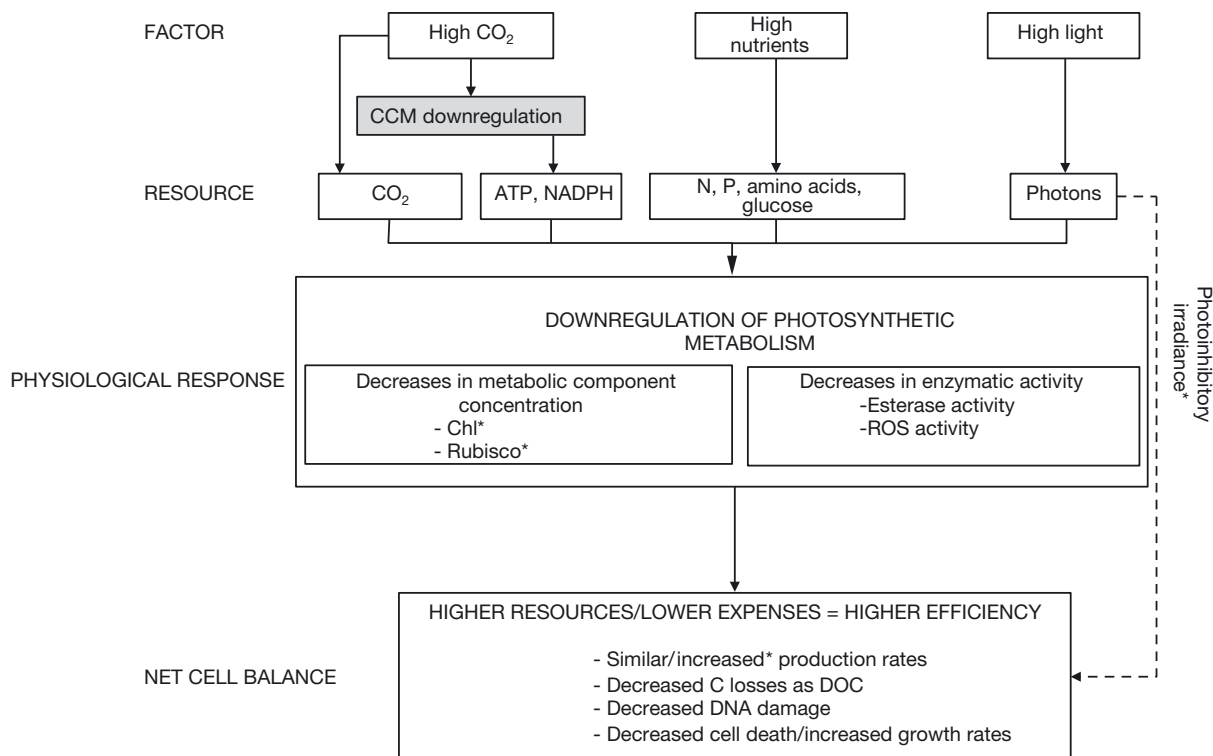 FACTOR
High CO₂
High
nutrients
High light
CCM downregulation
RESOURCE
CO₂
ATP, NADPH
N, P, amino acids,
glucose
Photons
Photoinhibitory
irradiance*
PHYSIOLOGICAL RESPONSE
DOWNREGULATION OF PHOTOSYNTHETIC
METABOLISM
Decreases in metabolic component
concentration
- Chl*
- Rubisco*
Decreases in enzymatic activity
-Esterase activity
-ROS activity
NET CELL BALANCE
HIGHER RESOURCES/LOWER EXPENSES = HIGHER EFFICIENCY
- Similar/increased* production rates
- Decreased C losses as DOC
- Decreased DNA damage
- Decreased cell death/increased growth rates